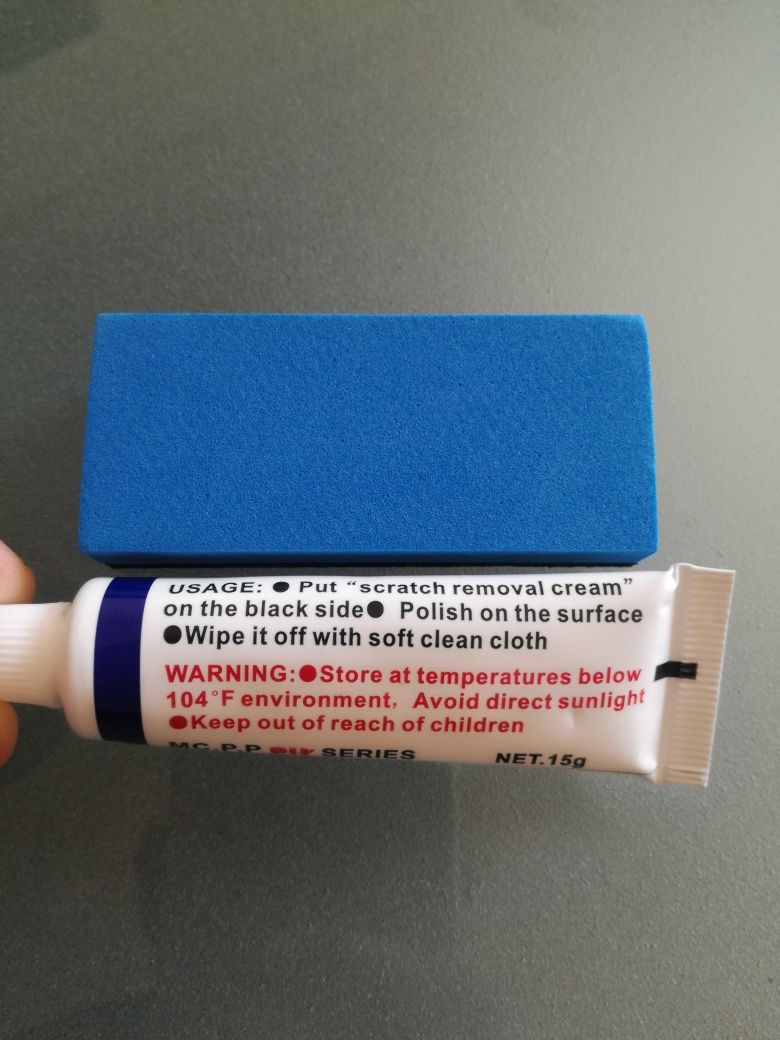 USAGE: ● Put “scratch removal cream”
on the black side● Polish on the surface
●Wipe it off with soft clean cloth
WARNING:●Store at temperatures below
104°F environment, Avoid direct sunlight
●Keep out of reach of children
MC.P.P DIY SERIES NET.15g